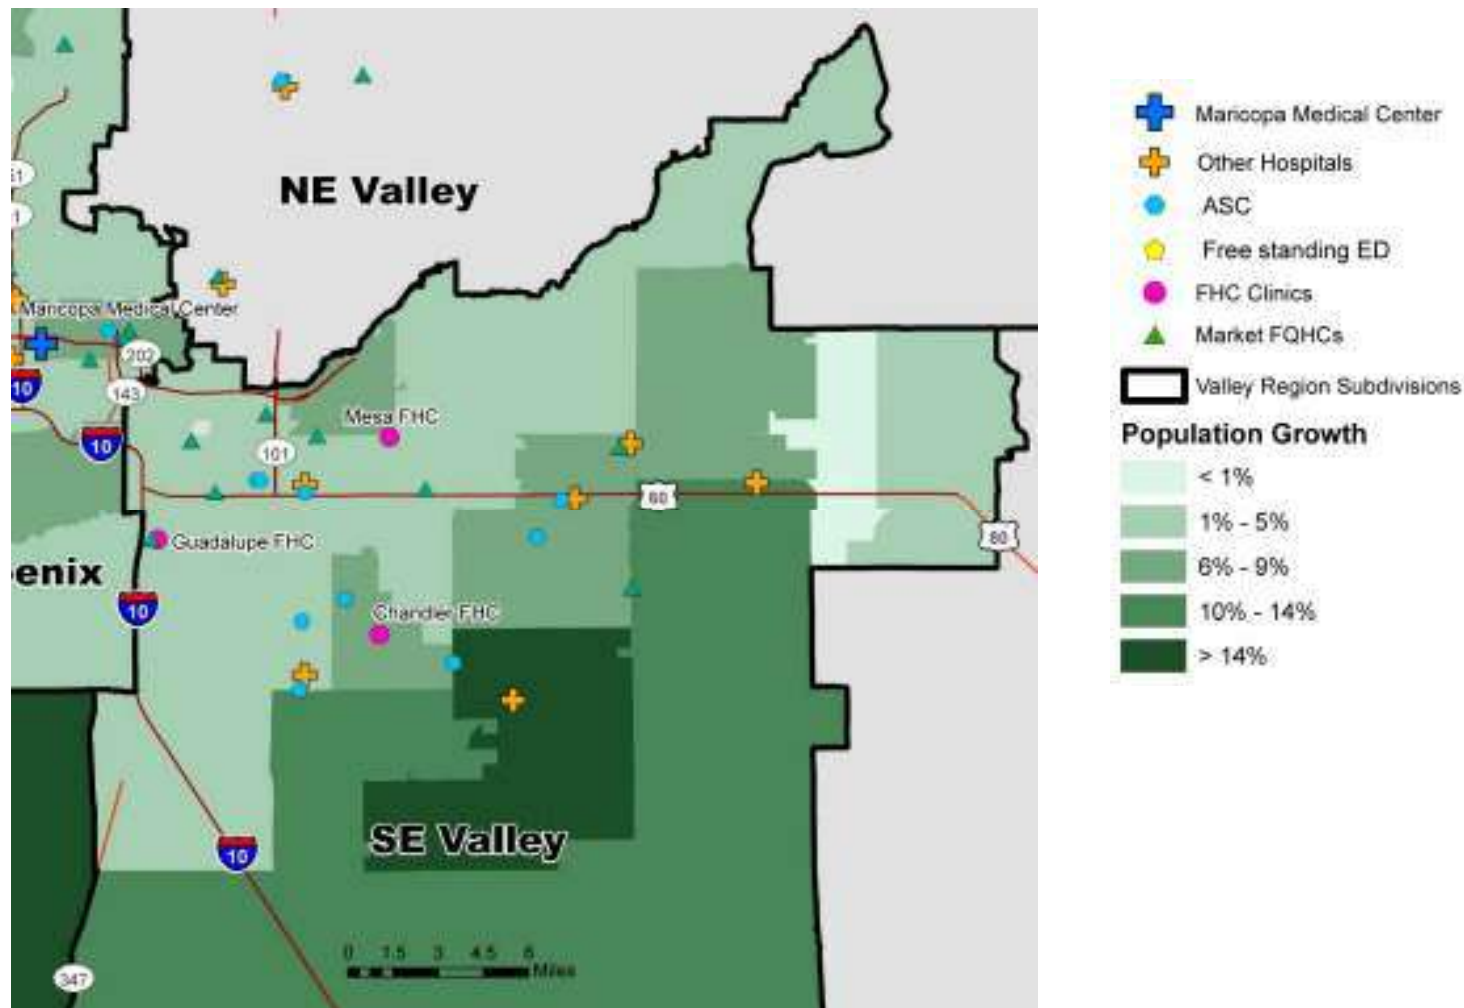 NE Valley
51
1
Maricopa Medical Center
202
10
143
10
101
Mesa FHC
60
Guadalupe FHC
80
enix
10
Chandler FHC
SE Valley
10
0 1.5 3 4.5 6
Miles
347
Maricopa Medical Center
Other Hospitals
ASC
Free standing ED
FHC Clinics
Market FQHCs
Valley Region Subdivisions
Population Growth
< 1%
1% - 5%
6% - 9%
10% - 14%
> 14%